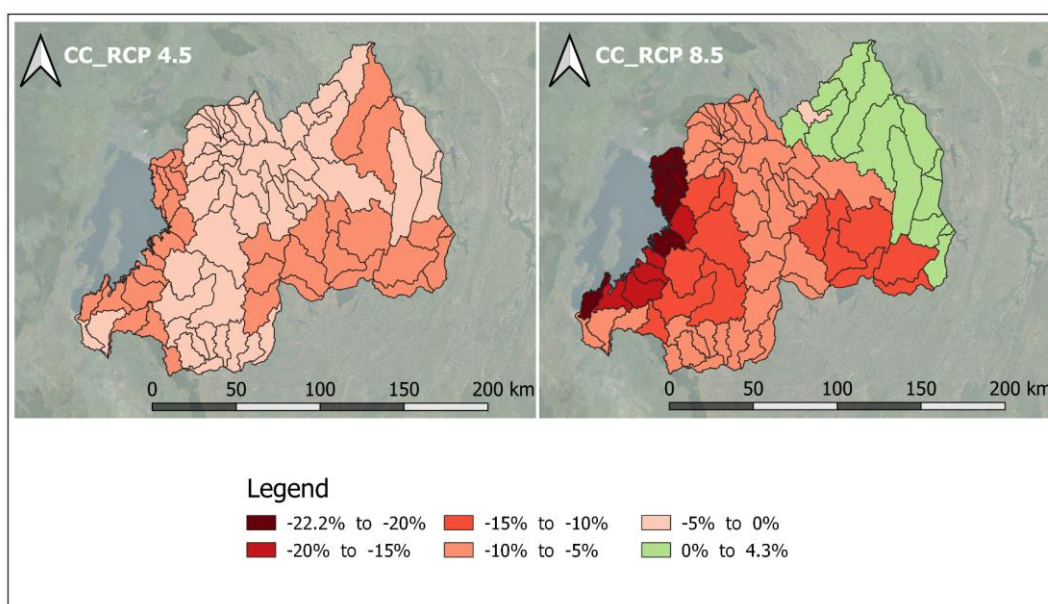 CC_RCP 4.5
CC_RCP 8.5
0 50 100 150 200 km
0 50 100 150 200 km
Legend
-22.2% to -20%
-15% to -10%
-5% to 0%
-20% to -15%
-10% to -5%
0% to 4.3%